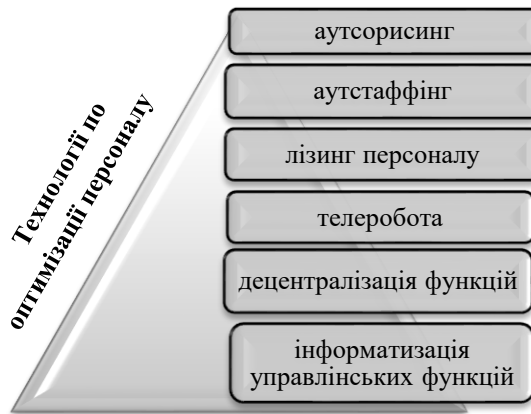 Технології по
оптимізації персоналу
аутсорисинг
аутстаффінг
лізинг персоналу
телеробота
децентралізація функцій
інформатизація
управлінських функцій